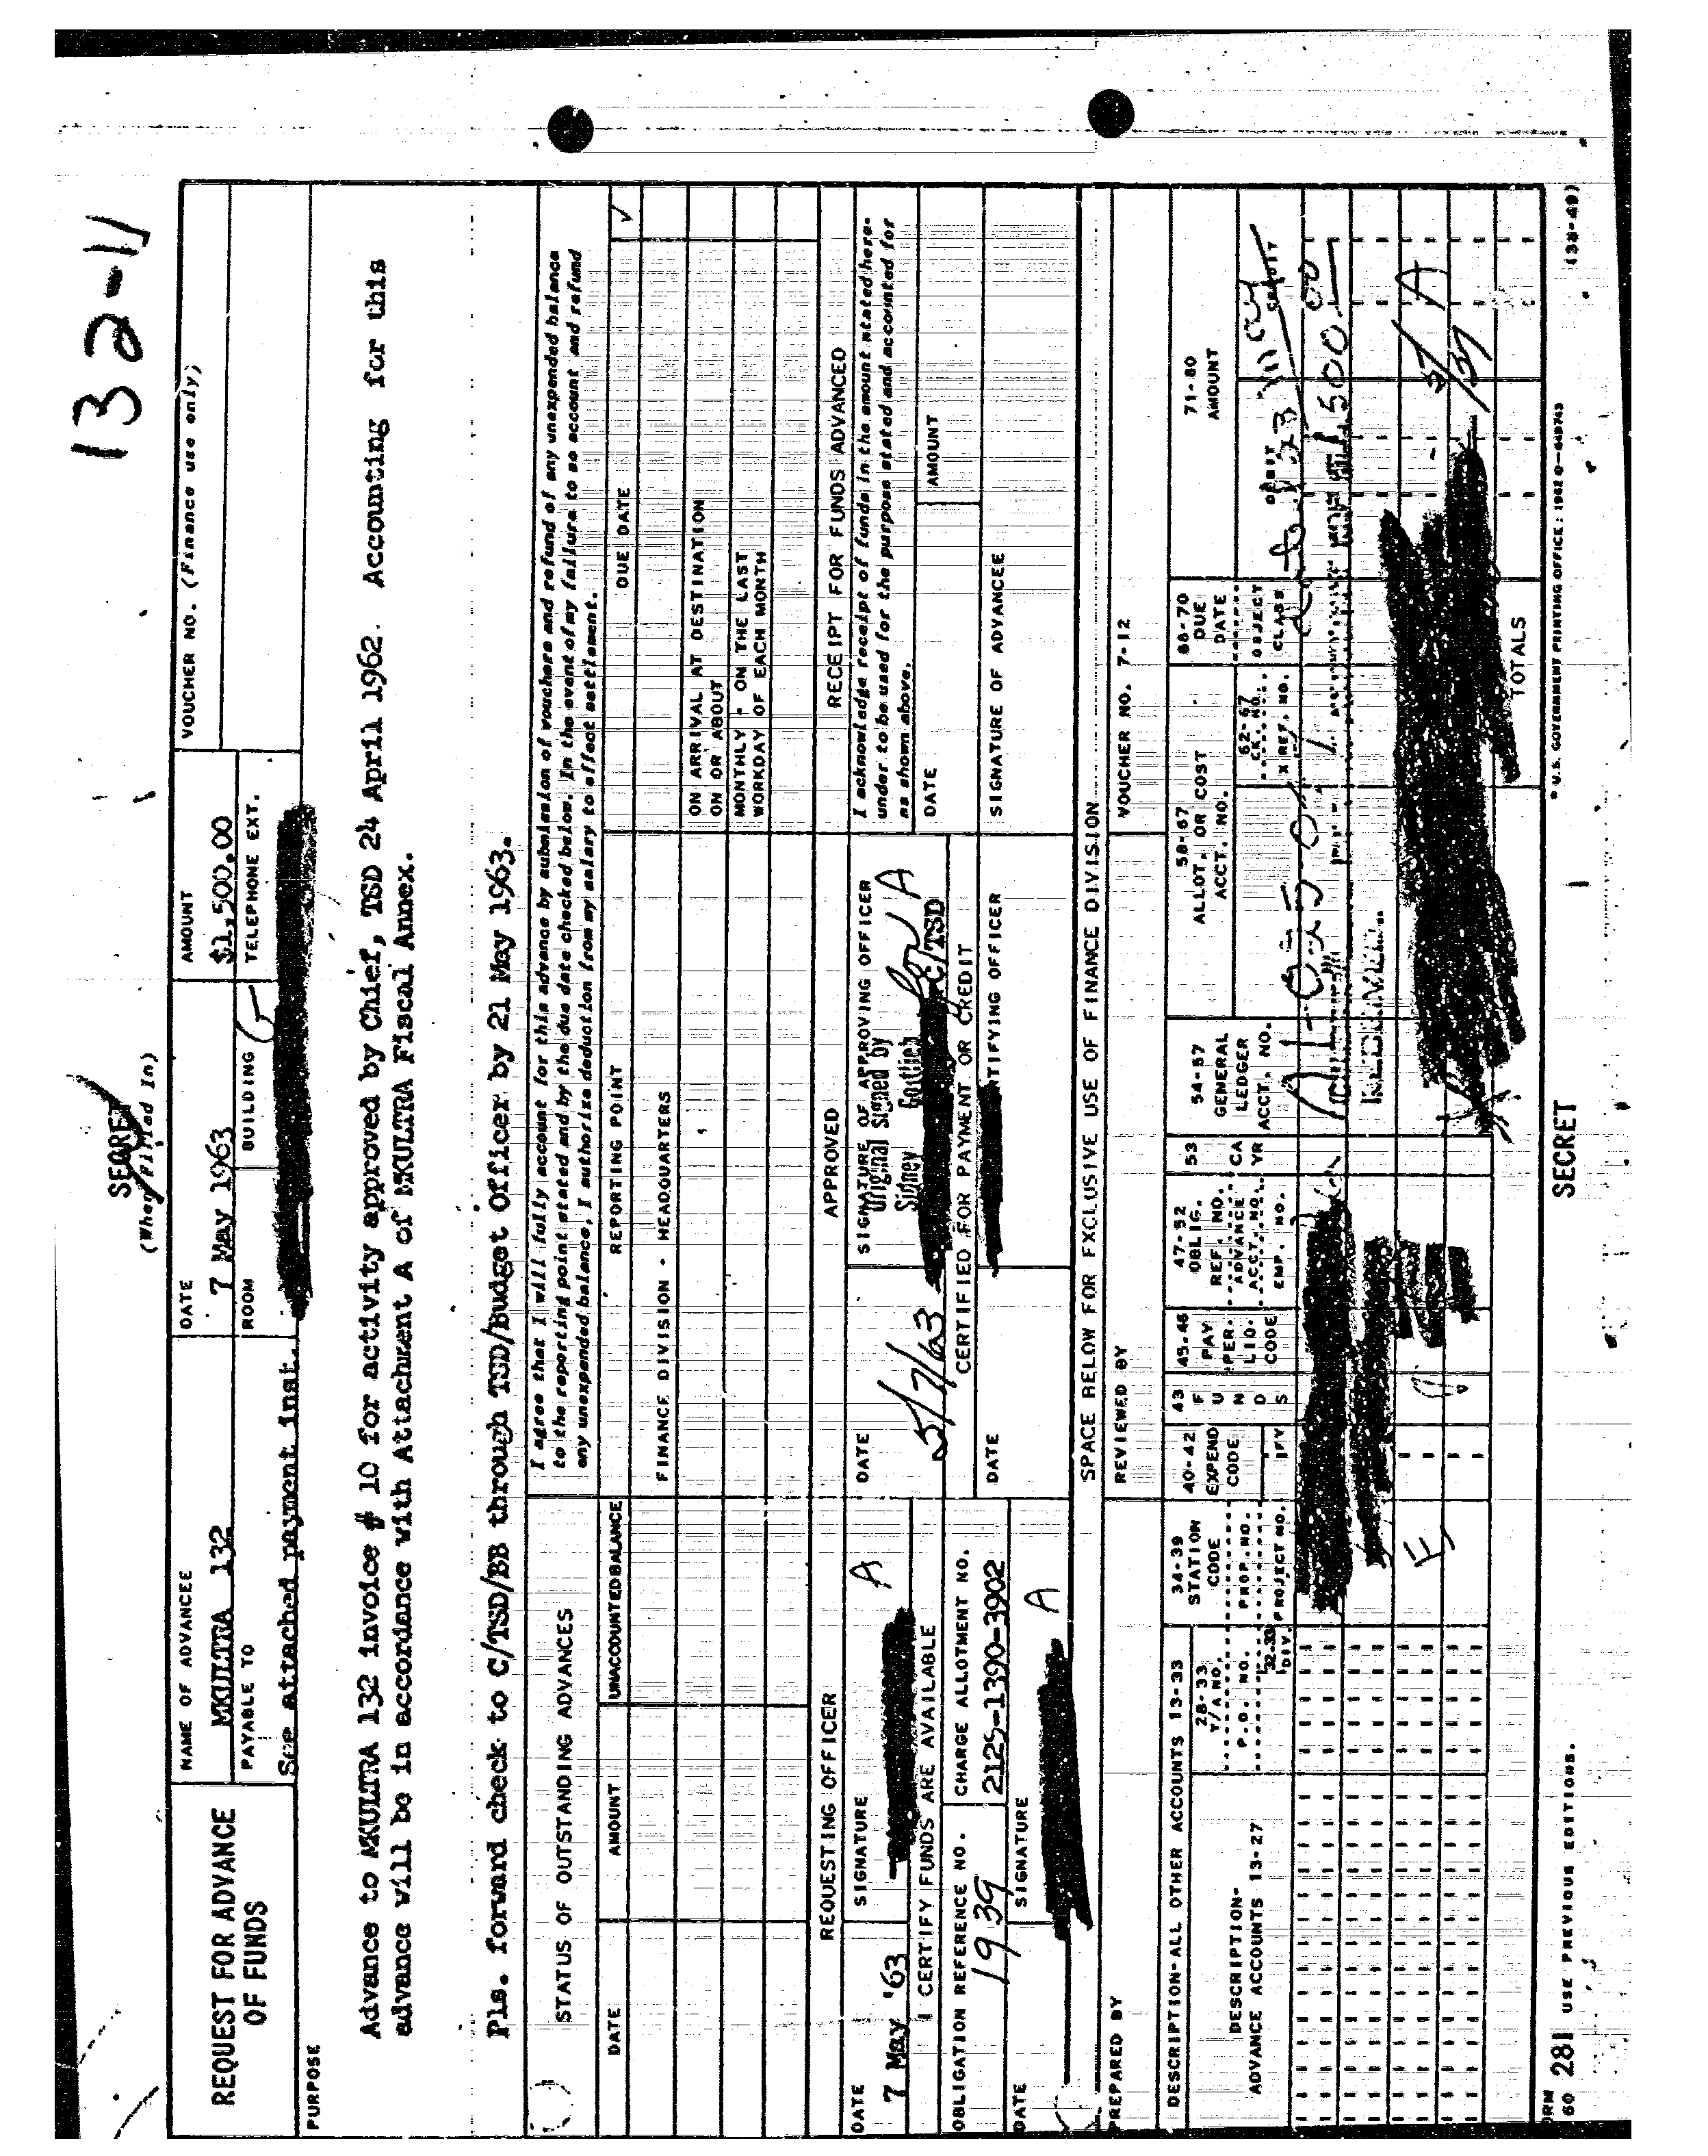 132-11
SECRET
(When Filled In)
REQUEST FOR ADVANCE
OF FUNDS
NAME OF ADVANCEE
MKULTRA 132
DATE
7 May 1963
AMOUNT
$1,500.00
VOUCHER NO. (Finance use only)
PAYABLE TO
See attached payment inst.
ROOM
BUILDING
TELEPHONE EXT.
PURPOSE
Advance to MKULTRA 132 invoice # 10 for activity approved by Chief, TSD 24 April 1962. Accounting for this
advance will be in accordance with Attachment A of MKULTRA Fiscal Annex.
Pls. forward check to C/TSD/BB through TSD/Budget Officer by 21 May 1963.
STATUS OF OUTSTANDING ADVANCES
I agree that I will fully account for this advance by submission of vouchers and refund of any unexpended balance
to the reporting point stated and by the due date checked below. In the event of my failure to so account and refund
any unexpended balance, I authorize deduction from my salary to effect settlement.
DATE
AMOUNT
UNACCOUNTED BALANCE
REPORTING POINT
DUE DATE
✓
FINANCE DIVISION - HEADQUARTERS
ON ARRIVAL AT DESTINATION
ON OR ABOUT
MONTHLY - ON THE LAST
WORKDAY OF EACH MONTH
REQUESTING OFFICER
APPROVED
RECEIPT FOR FUNDS ADVANCED
DATE
7 May '63
SIGNATURE
A
DATE
5/7/63
SIGNATURE OF APPROVING OFFICER
Original Signed by
Sidney Gottlieb
A
C/TSD
I acknowledge receipt of funds in the amount stated here-
under to be used for the purpose stated and accounted for
as shown above.
I CERTIFY FUNDS ARE AVAILABLE
CERTIFIED FOR PAYMENT OR CREDIT
DATE
AMOUNT
OBLIGATION REFERENCE NO.
1939
CHARGE ALLOTMENT NO.
2125-1390-3902
DATE
SIGNATURE
A
DATE
CERTIFYING OFFICER
SIGNATURE OF ADVANCEE
SPACE BELOW FOR EXCLUSIVE USE OF FINANCE DIVISION
PREPARED BY
REVIEWED BY
VOUCHER NO. 7-12
DESCRIPTION-ALL OTHER ACCOUNTS 13-33
DESCRIPTION-
ADVANCE ACCOUNTS 13-27
28-33
T/A NO.
P.O. NO.
32-33
DIV.
34-39
STATION
CODE
PROP. NO.
PROJECT NO.
40-42
EXPEND
CODE
IFY
43
F
U
N
D
S
45-46
PAY
PER.
LIQ.
CODE
47-52
OBLIG.
REF. NO.
ADVANCE
ACCT. NO.
EMP. NO.
53
CA
YR
54-57
GENERAL
LEDGER
ACCT. NO.
58-67
ALLOT. OR COST
ACCT. NO.
62-67
CK. NO.
X REF. NO.
68-70
DUE
DATE
OBJECT
CLASS
71-80
AMOUNT
DEBIT
CREDIT
1,500.00
E
A
TOTALS
FORM
60 281 USE PREVIOUS EDITIONS.
SECRET
* U.S. GOVERNMENT PRINTING OFFICE: 1962 O—649743
(38-49)